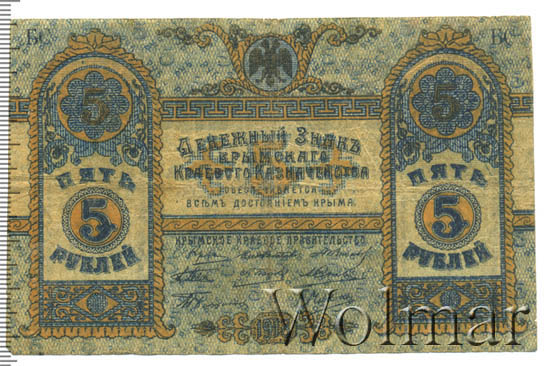 БС
БС
5
5
Денежный Знакъ
Крымскаго
Краевого Казначейства
обезпечивается
всѣмъ достояніемъ Крыма.
Крымское Краевое Правительство
ПЯТЬ
5
РУБЛЕЙ
ПЯТЬ
5
РУБЛЕЙ
Wolmar